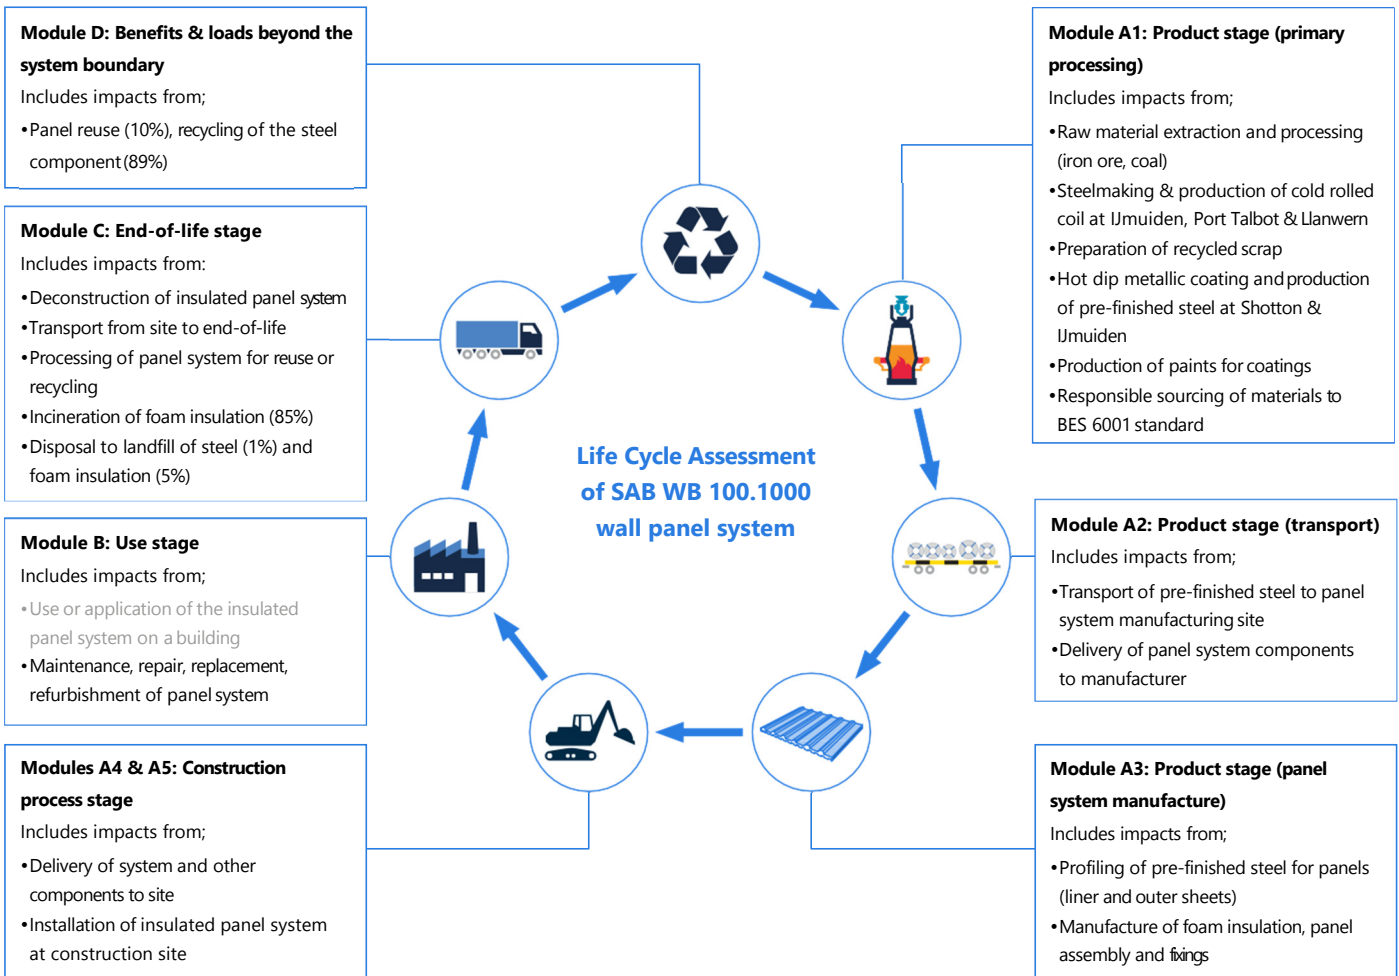 Module D: Benefits & loads beyond the
system boundary
Includes impacts from;
•Panel reuse (10%), recycling of the steel
component (89%)
Module C: End-of-life stage
Includes impacts from:
•Deconstruction of insulated panel system
•Transport from site to end-of-life
•Processing of panel system for reuse or
recycling
•Incineration of foam insulation (85%)
•Disposal to landfill of steel (1%) and
foam insulation (5%)
Module B: Use stage
Includes impacts from;
•Use or application of the insulated
panel system on a building
•Maintenance, repair, replacement,
refurbishment of panel system
Modules A4 & A5: Construction
process stage
Includes impacts from;
•Delivery of system and other
components to site
•Installation of insulated panel system
at construction site
Life Cycle Assessment
of SAB WB 100.1000
wall panel system
Module A1: Product stage (primary
processing)
Includes impacts from;
•Raw material extraction and processing
(iron ore, coal)
•Steelmaking & production of cold rolled
coil at IJmuiden, Port Talbot & Llanwern
•Preparation of recycled scrap
•Hot dip metallic coating and production
of pre-finished steel at Shotton &
IJmuiden
•Production of paints for coatings
•Responsible sourcing of materials to
BES 6001 standard
Module A2: Product stage (transport)
Includes impacts from;
•Transport of pre-finished steel to panel
system manufacturing site
•Delivery of panel system components
to manufacturer
Module A3: Product stage (panel
system manufacture)
Includes impacts from;
•Profiling of pre-finished steel for panels
(liner and outer sheets)
•Manufacture of foam insulation, panel
assembly and fixings